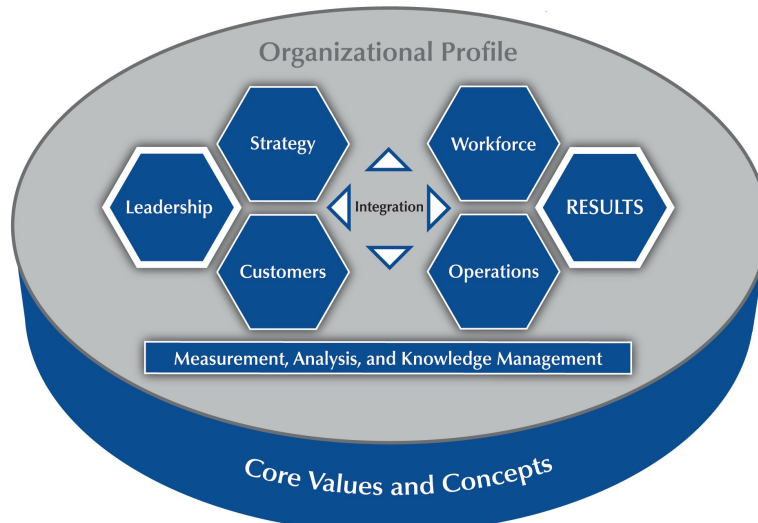 Organizational Profile
Strategy
Workforce
Leadership
Integration
RESULTS
Customers
Operations
Measurement, Analysis, and Knowledge Management
Core Values and Concepts